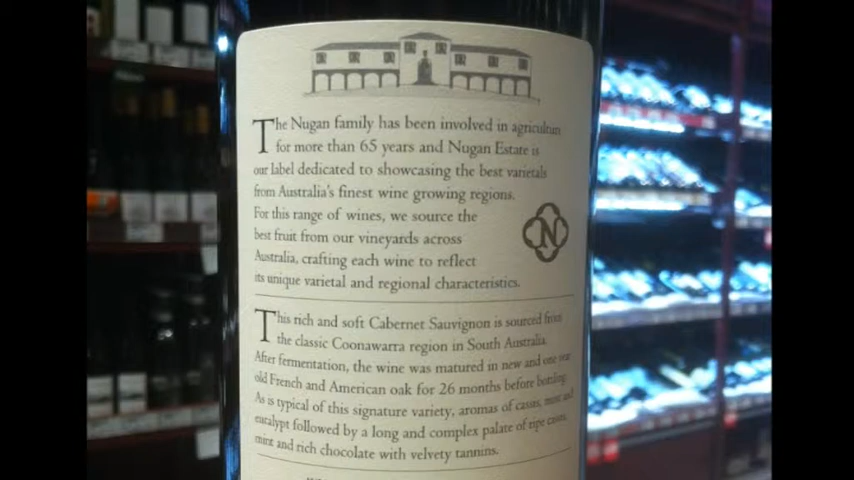 The Nugan family has been involved in agriculture
for more than 65 years and Nugan Estate is
our label dedicated to showcasing the best varietals
from Australia's finest wine growing regions.
For this range of wines, we source the
best fruit from our vineyards across
Australia, crafting each wine to reflect
its unique varietal and regional characteristics.
N
This rich and soft Cabernet Sauvignon is sourced from
the classic Coonawarra region in South Australia.
After fermentation, the wine was matured in new and one year
old French and American oak for 26 months before bottling.
As is typical of this signature variety, aromas of cassis, mint and
eucalypt followed by a long and complex palate of ripe cassis,
mint and rich chocolate with velvety tannins.